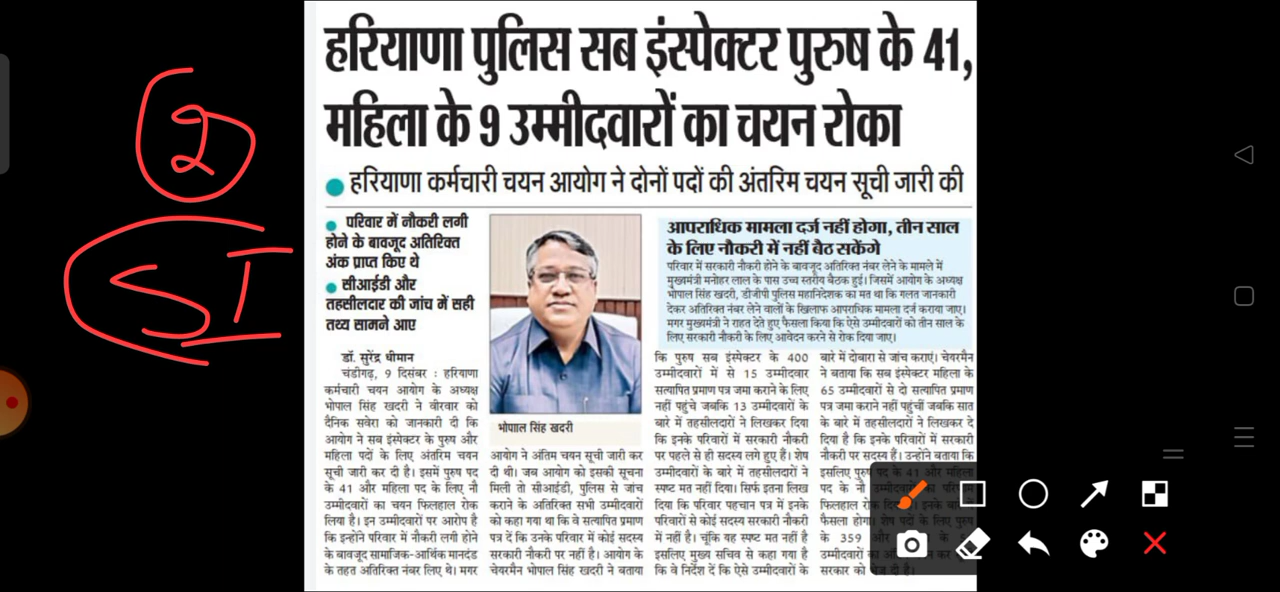 2
SI
हरियाणा पुलिस सब इंस्पेक्टर पुरुष के 41,
महिला के 9 उम्मीदवारों का चयन रोका
हरियाणा कर्मचारी चयन आयोग ने दोनों पदों की अंतरिम चयन सूची जारी की
परिवार में नौकरी लगी
होने के बावजूद अतिरिक्त
अंक प्राप्त किए थे
सीआईडी और
तहसीलदार की जांच में सही
तथ्य सामने आए
डॉ. सुरेंद्र धीमान
चंडीगढ़, 9 दिसंबर : हरियाणा
कर्मचारी चयन आयोग के अध्यक्ष
भोपाल सिंह खदरी ने वीरवार को
दैनिक सवेरा को जानकारी दी कि
आयोग ने सब इंस्पेक्टर के पुरुष और
महिला पदों के लिए अंतरिम चयन
सूची जारी कर दी है। इसमें पुरुष पद
के 41 और महिला पद के लिए नौ
उम्मीदवारों का चयन फिलहाल रोक
लिया है। इन उम्मीदवारों पर आरोप है
कि इन्होंने परिवार में नौकरी लगी होने
के बावजूद सामाजिक-आर्थिक मानदंड
के तहत अतिरिक्त नंबर लिए थे। मगर
भोपाल सिंह खदरी
आयोग ने अंतिम चयन सूची जारी कर
दी थी। जब आयोग को इसकी सूचना
मिली तो सीआईडी, पुलिस से जांच
कराने के अतिरिक्त सभी उम्मीदवारों
को कहा गया था कि वे सत्यापित प्रमाण
पत्र दें कि उनके परिवार में कोई सदस्य
सरकारी नौकरी पर नहीं है। आयोग के
चेयरमैन भोपाल सिंह खदरी ने बताया
आपराधिक मामला दर्ज नहीं होगा, तीन साल
के लिए नौकरी में नहीं बैठ सकेंगे
परिवार में सरकारी नौकरी होने के बावजूद अतिरिक्त नंबर लेने के मामले में
मुख्यमंत्री मनोहर लाल के पास उच्च स्तरीय बैठक हुई। जिसमें आयोग के अध्यक्ष
भोपाल सिंह खदरी, डीजीपी पुलिस महानिदेशक का मत था कि गलत जानकारी
देकर अतिरिक्त नंबर लेने वालों के खिलाफ आपराधिक मामला दर्ज कराया जाए।
मगर मुख्यमंत्री ने राहत देते हुए फैसला किया कि ऐसे उम्मीदवारों को तीन साल के
लिए सरकारी नौकरी के लिए आवेदन करने से रोक दिया जाए।
कि पुरुष सब इंस्पेक्टर के 400
उम्मीदवारों में से 15 उम्मीदवार
सत्यापित प्रमाण पत्र जमा कराने के लिए
नहीं पहुंचे जबकि 13 उम्मीदवारों के
बारे में तहसीलदारों ने लिखकर दिया
कि इनके परिवारों में सरकारी नौकरी
पर पहले से ही सदस्य लगे हुए हैं। शेष
उम्मीदवारों के बारे में तहसीलदारों ने
स्पष्ट मत नहीं दिया। सिर्फ इतना लिख
दिया कि परिवार पहचान पत्र में इनके
परिवारों से कोई सदस्य सरकारी नौकरी
में नहीं है। चूंकि यह स्पष्ट मत नहीं है
इसलिए मुख्य सचिव से कहा गया है
कि वे निर्देश दें कि ऐसे उम्मीदवारों के
बारे में दोबारा से जांच कराएं। चेयरमैन
ने बताया कि सब इंस्पेक्टर महिला के
65 उम्मीदवारों से दो सत्यापित प्रमाण
पत्र जमा कराने नहीं पहुंचीं जबकि सात
के बारे में तहसीलदारों ने लिखकर दे
दिया है कि इनके परिवारों में सरकारी
नौकरी पर सदस्य हैं। उन्होंने बताया कि
इसलिए पुरुष पद के 41 और महिला
पद के नौ उम्मीदवारों का परिणाम
फिलहाल रोक दिया है। इनके बारे
फैसला होगा। शेष पदों के लिए पुरुष
के 359 और के
उम्मीदवारों का कर
सरकार को भेज दी है।